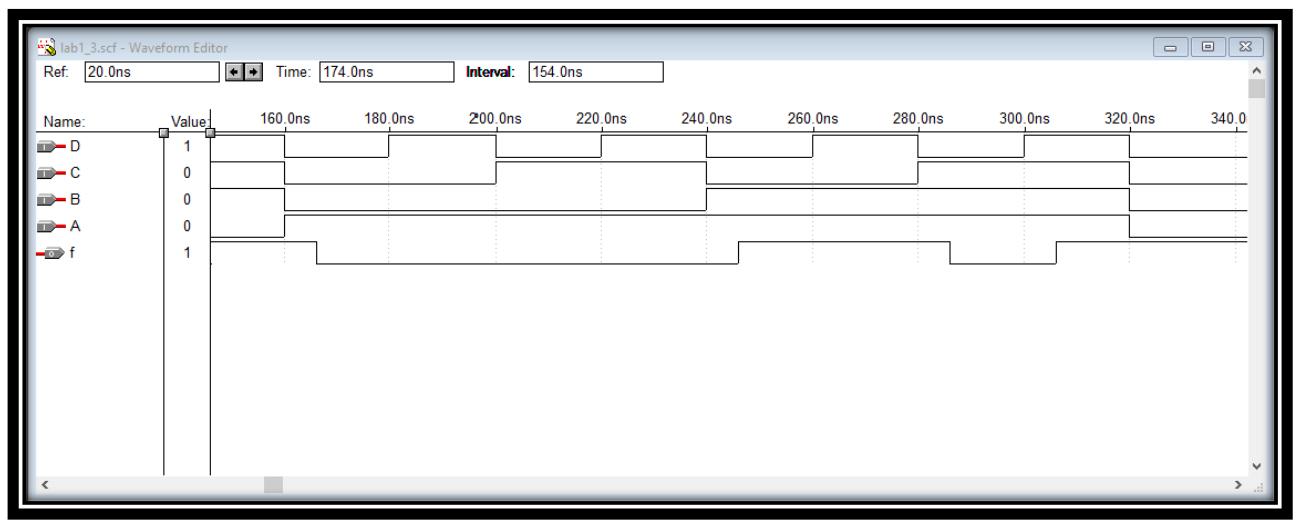 lab1_3.scf - Waveform Editor
Ref: 20.0ns Time: 174.0ns Interval: 154.0ns
Name: Value: 160.0ns 180.0ns 200.0ns 220.0ns 240.0ns 260.0ns 280.0ns 300.0ns 320.0ns 340.0
D 1
C 0
B 0
A 0
f 1